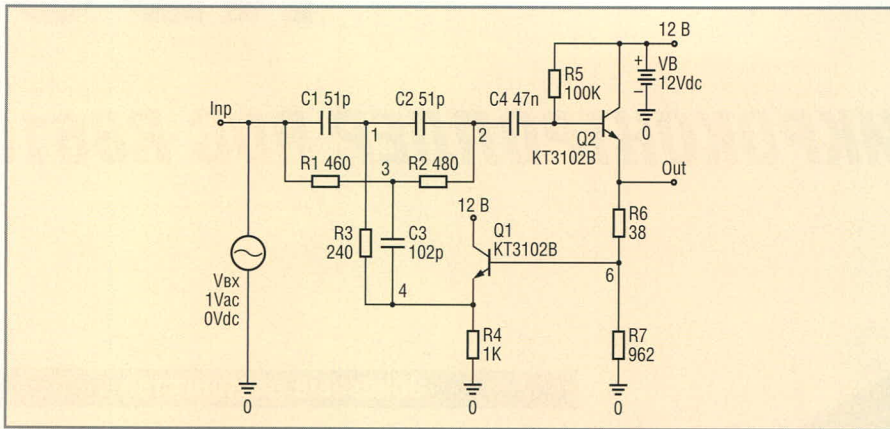 12 В
VB
12Vdc
R5
100K
C1 51p
C2 51p
C4 47n
Inp
1
2
Q2
KT3102B
0
R1 460
3
R2 480
Out
12 В
Q1
KT3102B
R6
38
R3
240
C3
102p
6
VBX
1Vac
0Vdc
4
R4
1K
R7
962
0
0
0